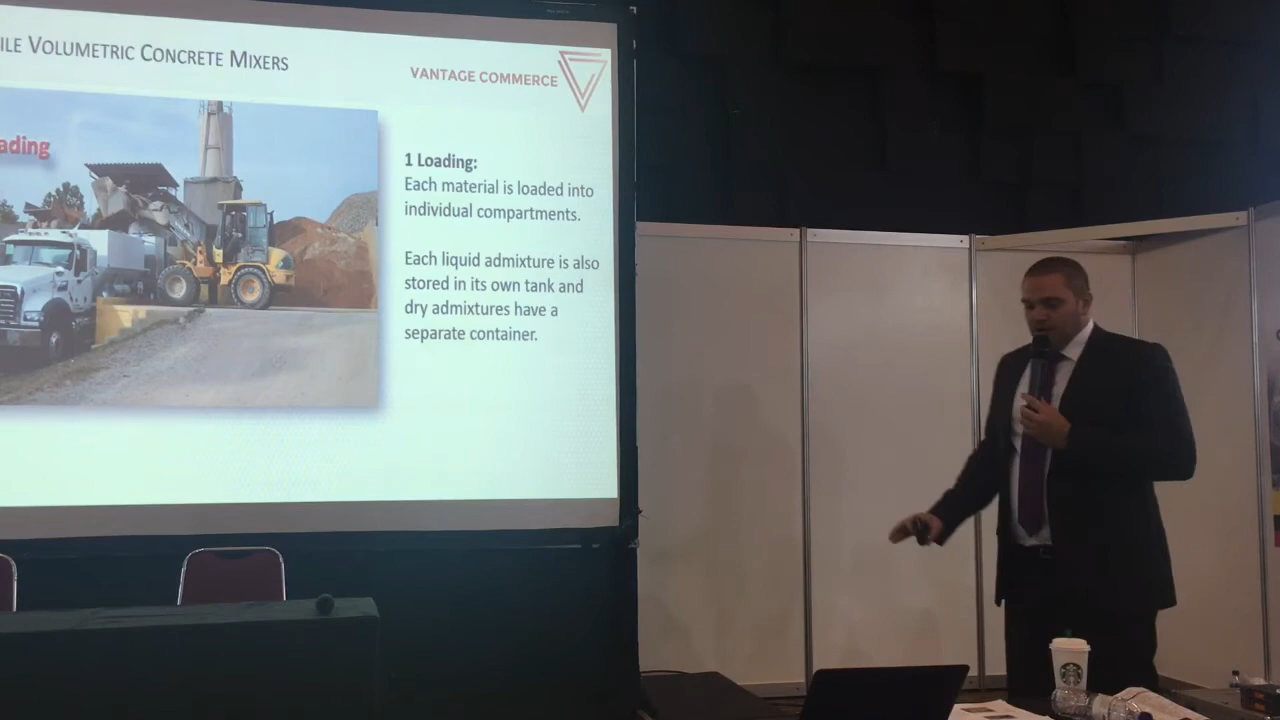 ILE VOLUMETRIC CONCRETE MIXERS
VANTAGE COMMERCE
ading
1 Loading:
Each material is loaded into
individual compartments.
Each liquid admixture is also
stored in its own tank and
dry admixtures have a
separate container.